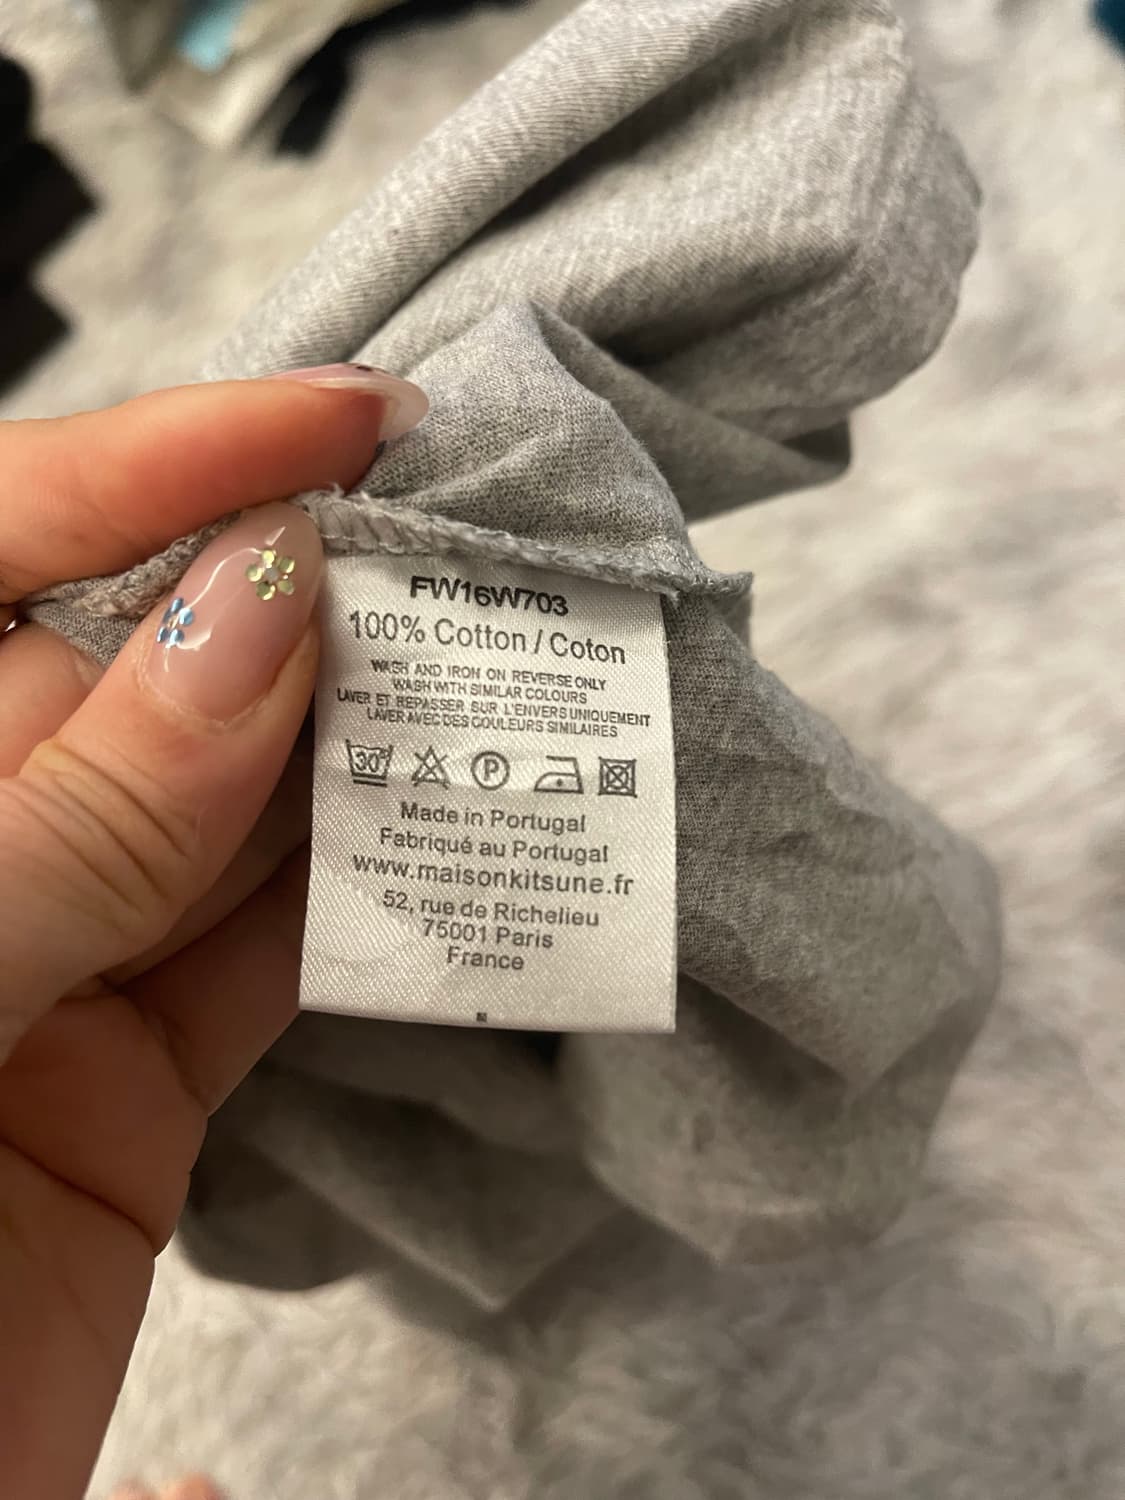 FW16W703
100% Cotton / Coton
WASH AND IRON ON REVERSE ONLY
WASH WITH SIMILAR COLOURS
LAVER ET REPASSER SUR L'ENVERS UNIQUEMENT
LAVER AVEC DES COULEURS SIMILAIRES
30° P
Made in Portugal
Fabriqué au Portugal
www.maisonkitsune.fr
52, rue de Richelieu
75001 Paris
France